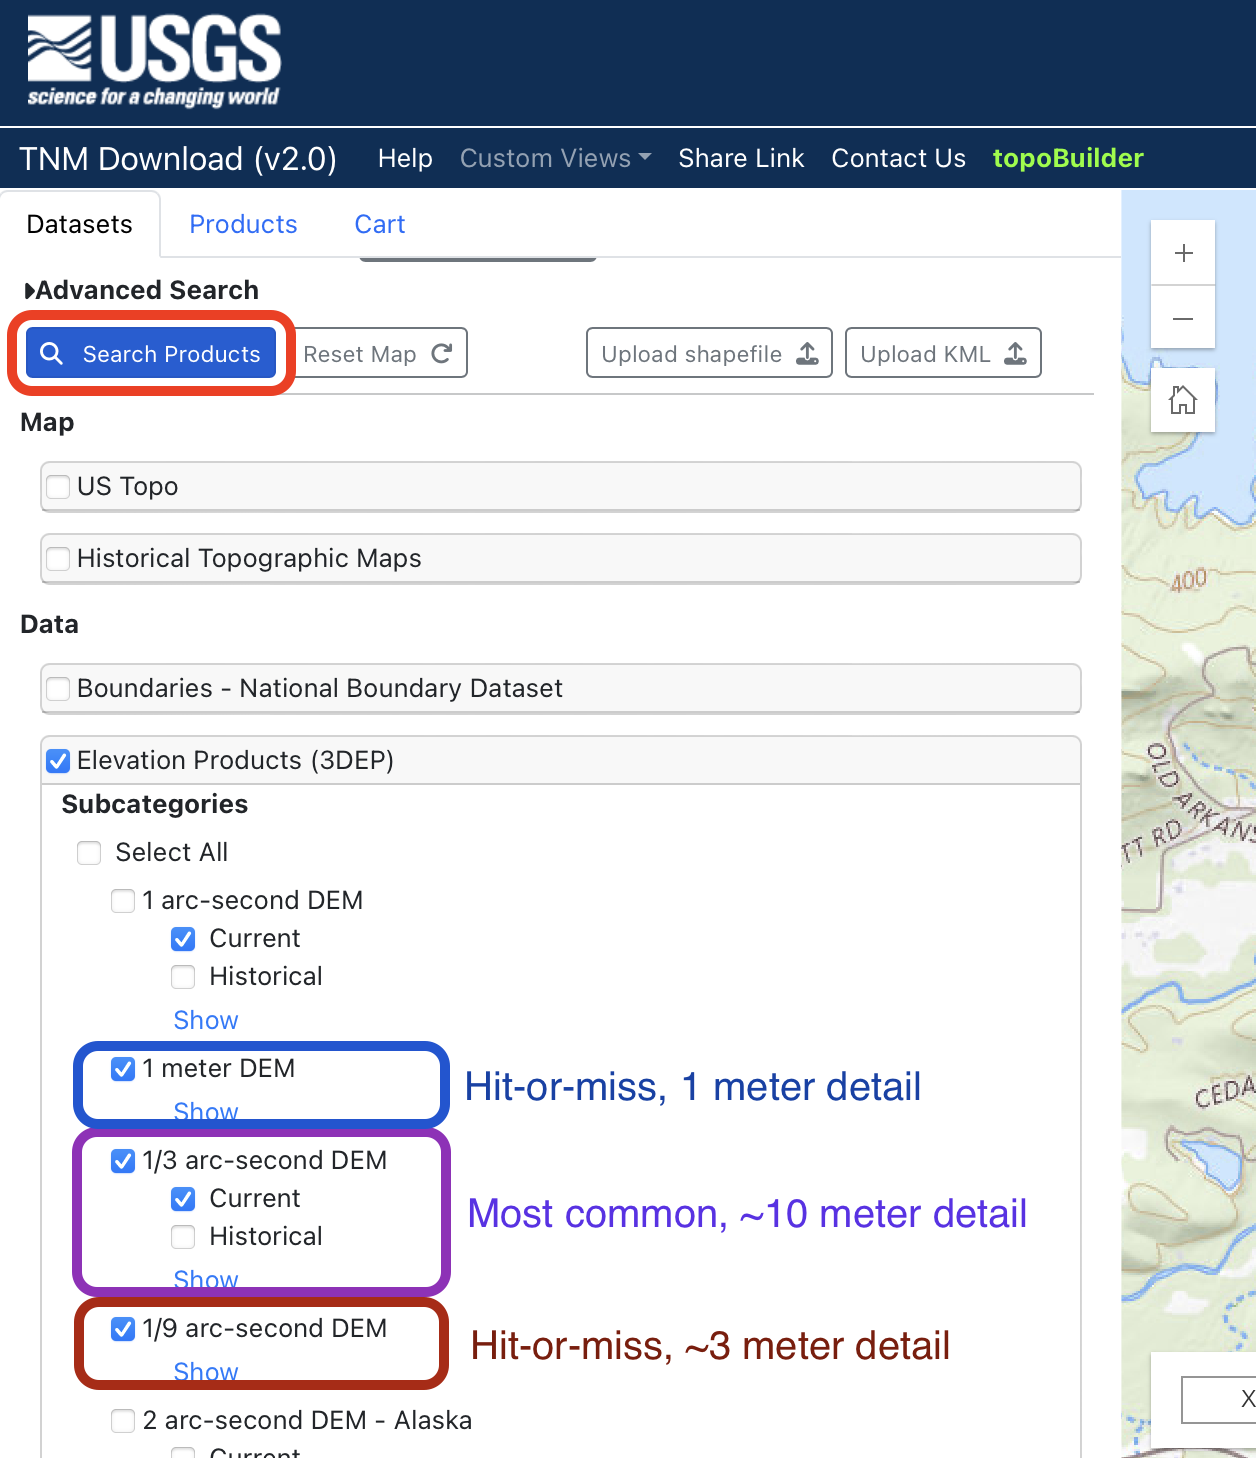 USGS
science for a changing world
TNM Download (v2.0) Help Custom Views Share Link Contact Us topoBuilder
Datasets Products Cart
Advanced Search
Search Products Reset Map Upload shapefile Upload KML
Map
US Topo
Historical Topographic Maps
400
Data
Boundaries - National Boundary Dataset
Elevation Products (3DEP)
OLD ARKANS
Subcategories
TT RD
Select All
1 arc-second DEM
Current
Historical
Show
1 meter DEM
Hit-or-miss, 1 meter detail
CEDA
Show
1/3 arc-second DEM
Current
Most common, ~10 meter detail
Historical
Show
1/9 arc-second DEM
Hit-or-miss, ~3 meter detail
Show
X
2 arc-second DEM - Alaska
Current